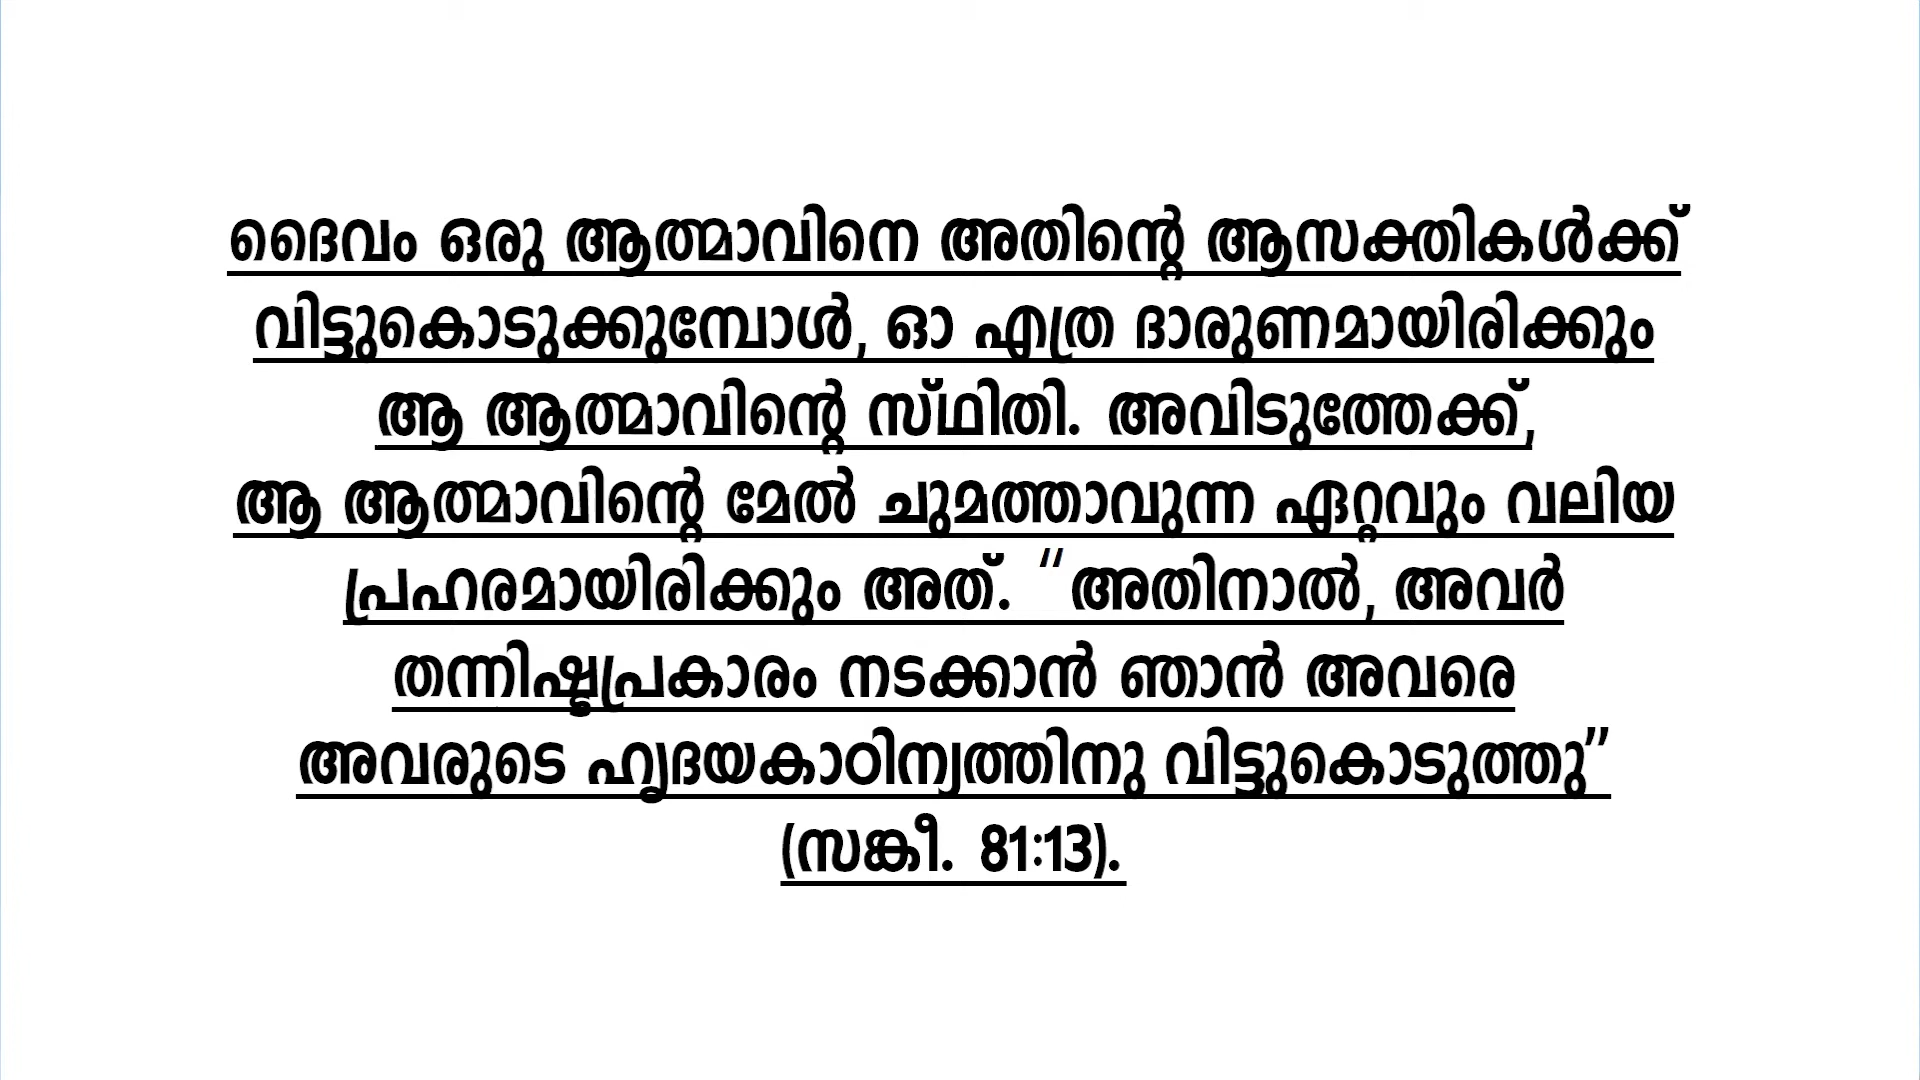 ദൈവം ഒരു ആത്മാവിനെ അതിന്റെ ആസക്തികൾക്ക്
വിട്ടുകൊടുക്കുമ്പോൾ, ഓ എത്ര ദാരുണമായിരിക്കും
ആ ആത്മാവിന്റെ സ്ഥിതി. അവിടുത്തേക്ക്,
ആ ആത്മാവിന്റെ മേൽ ചുമത്താവുന്ന ഏറ്റവും വലിയ
പ്രഹരമായിരിക്കും അത്. “അതിനാൽ, അവർ
തന്നിഷ്ടപ്രകാരം നടക്കാൻ ഞാൻ അവരെ
അവരുടെ ഹൃദയകാഠിന്യത്തിനു വിട്ടുകൊടുത്തു”
(സങ്കീ. 81:13).